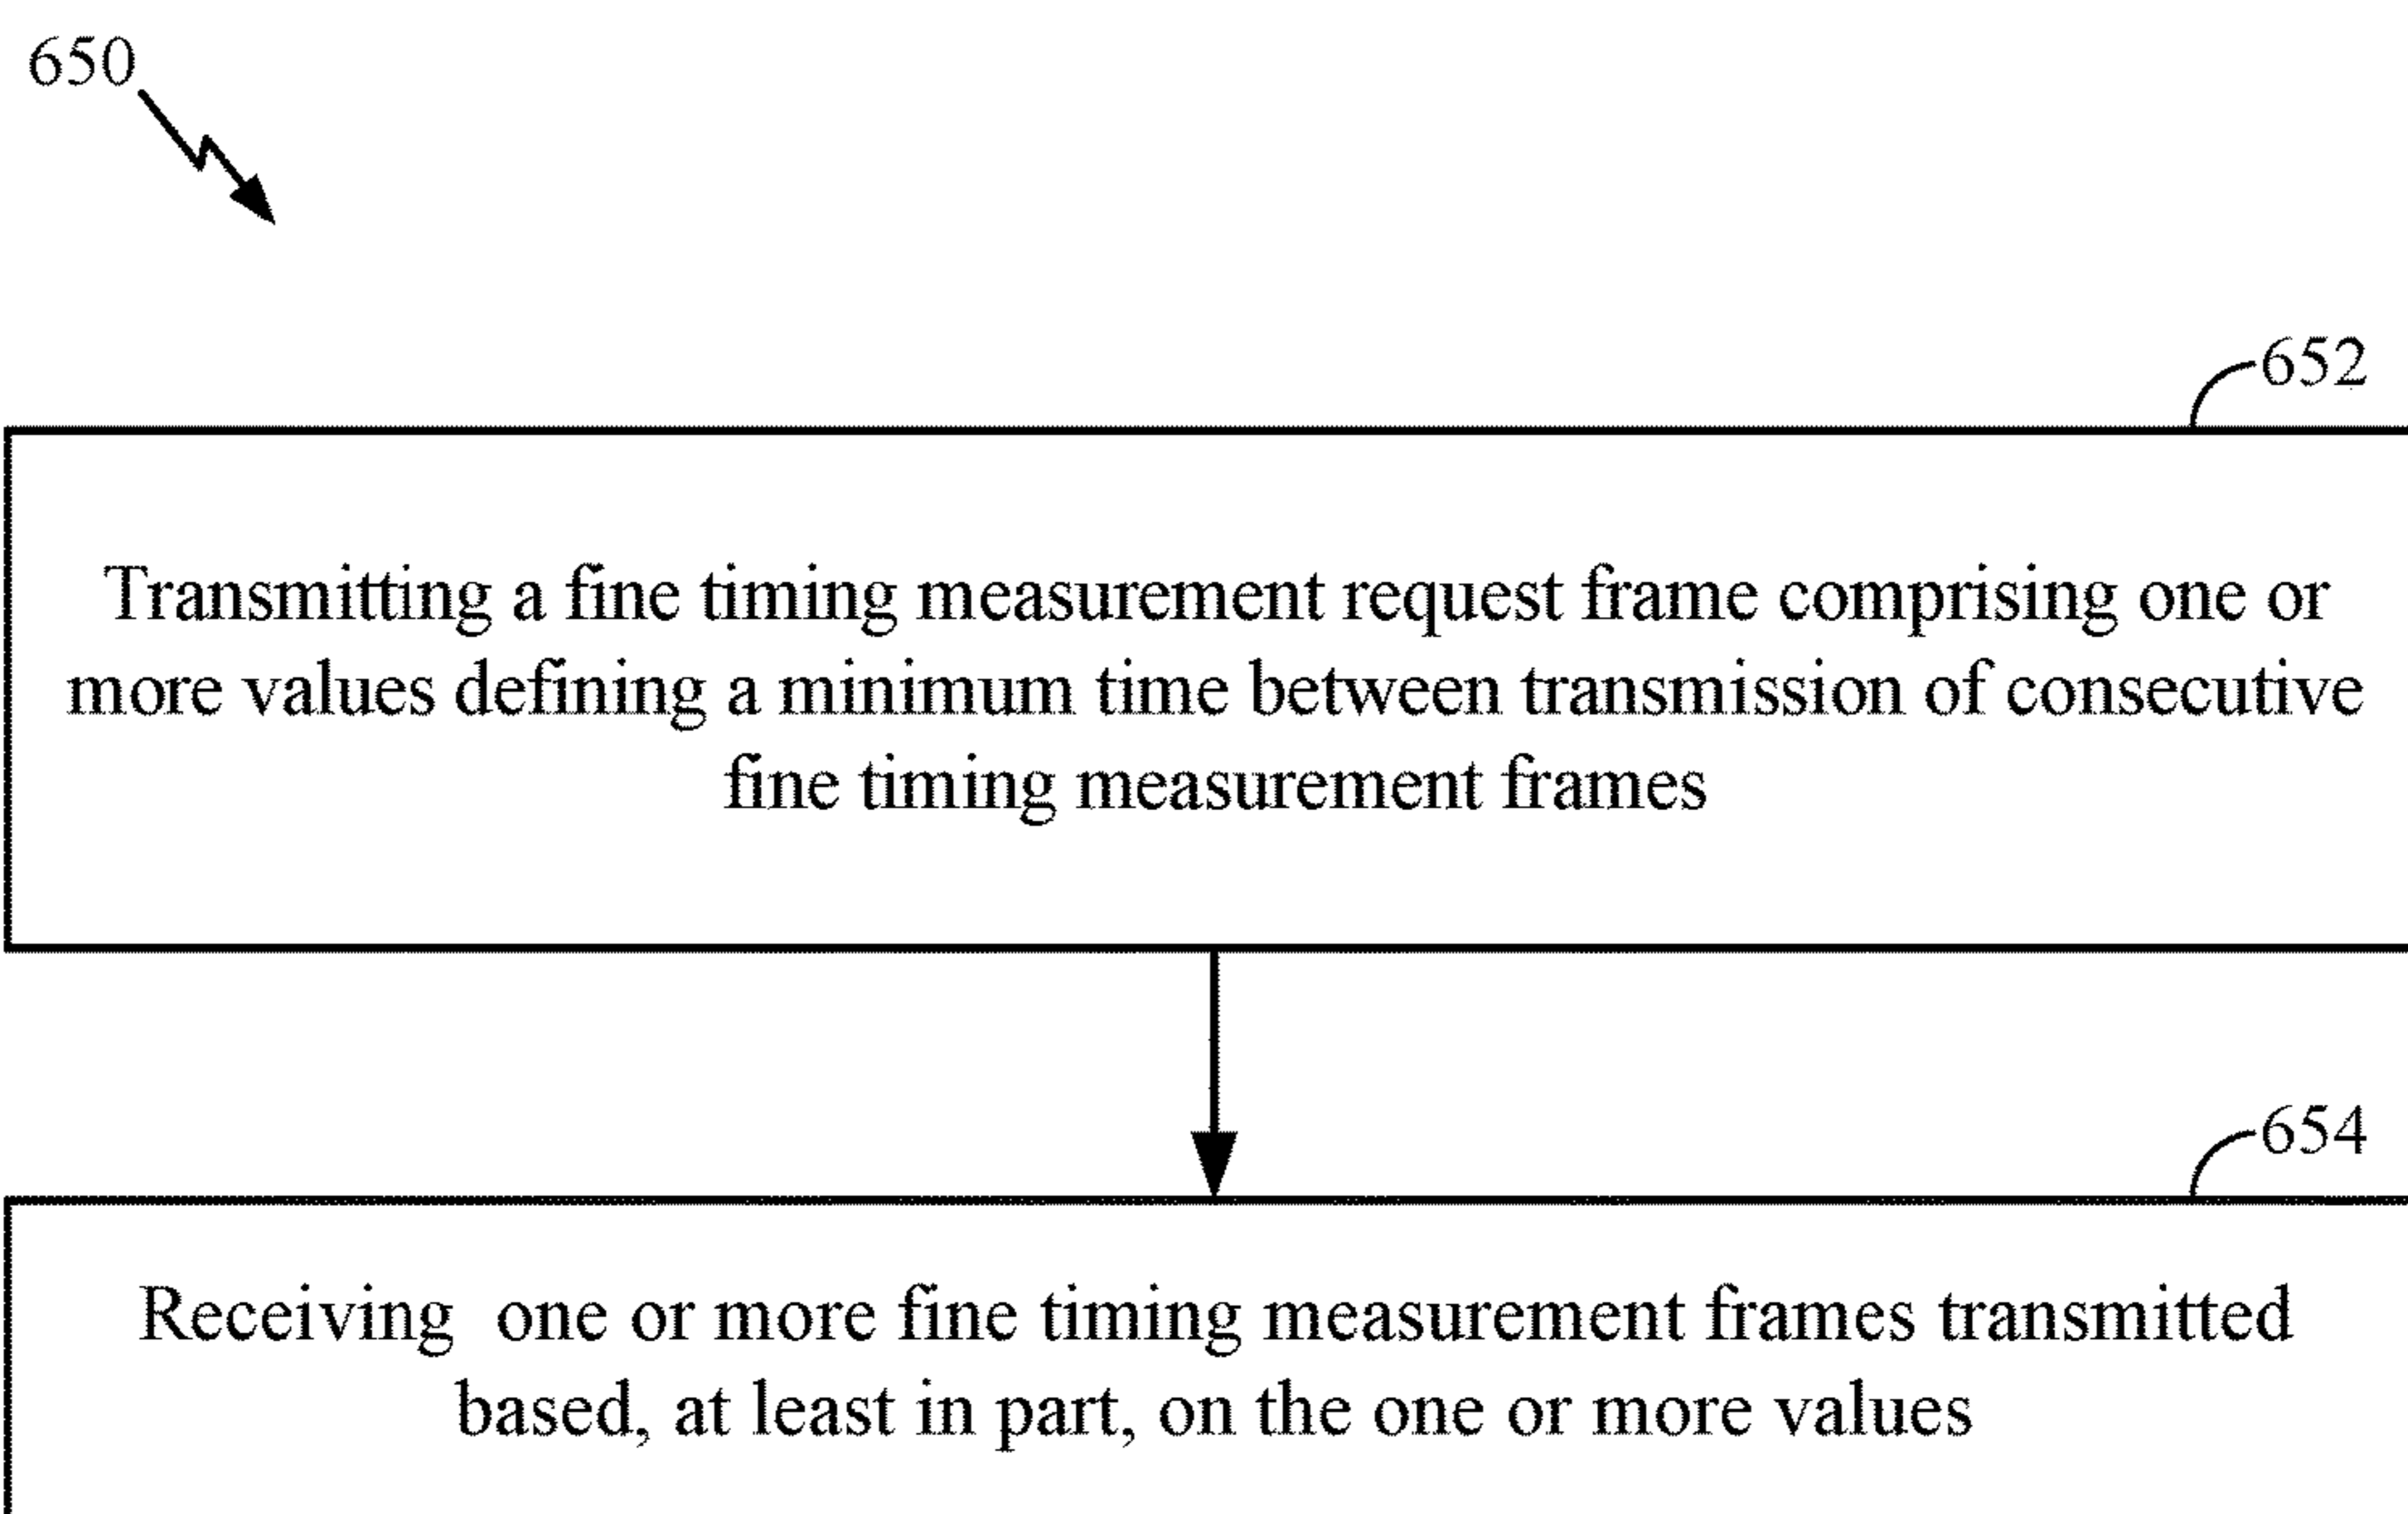 650
652
Transmitting a fine timing measurement request frame comprising one or
more values defining a minimum time between transmission of consecutive
fine timing measurement frames
654
Receiving one or more fine timing measurement frames transmitted
based, at least in part, on the one or more values